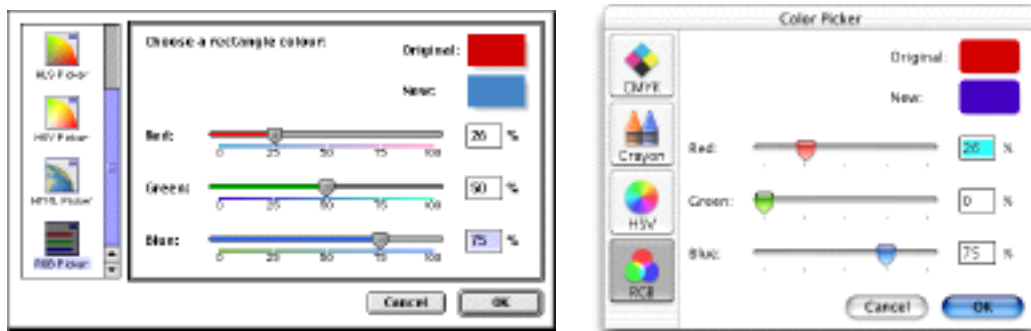 Choose a rectangle colour:
Original:
New:
HLS Picker
HSV Picker
HTML Picker
RGB Picker
Red:
26 %
0 25 50 75 100
Green:
50 %
0 25 50 75 100
Blue:
75 %
0 25 50 75 100
Cancel
OK
Color Picker
CMYK
Crayon
HSV
RGB
Original:
New:
Red:
26 %
Green:
0 %
Blue:
75 %
Cancel
OK